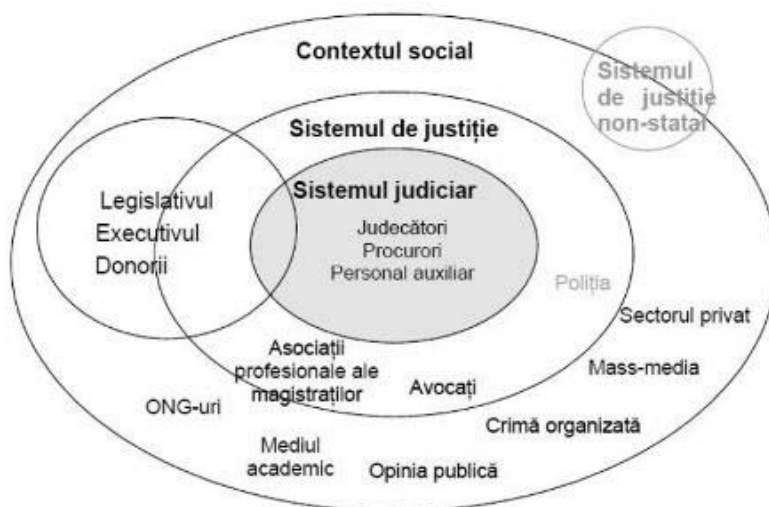 Contextul social
Sistemul
de justiție
non-statal
Sistemul de justiție
Sistemul judiciar
Legislativul
Executivul
Donorii
Judecători
Procurori
Personal auxiliar
Poliția
Sectorul privat
Asociații
profesionale ale
magistraților
Avocați
Mass-media
ONG-uri
Crimă organizată
Mediul
academic
Opinia publică